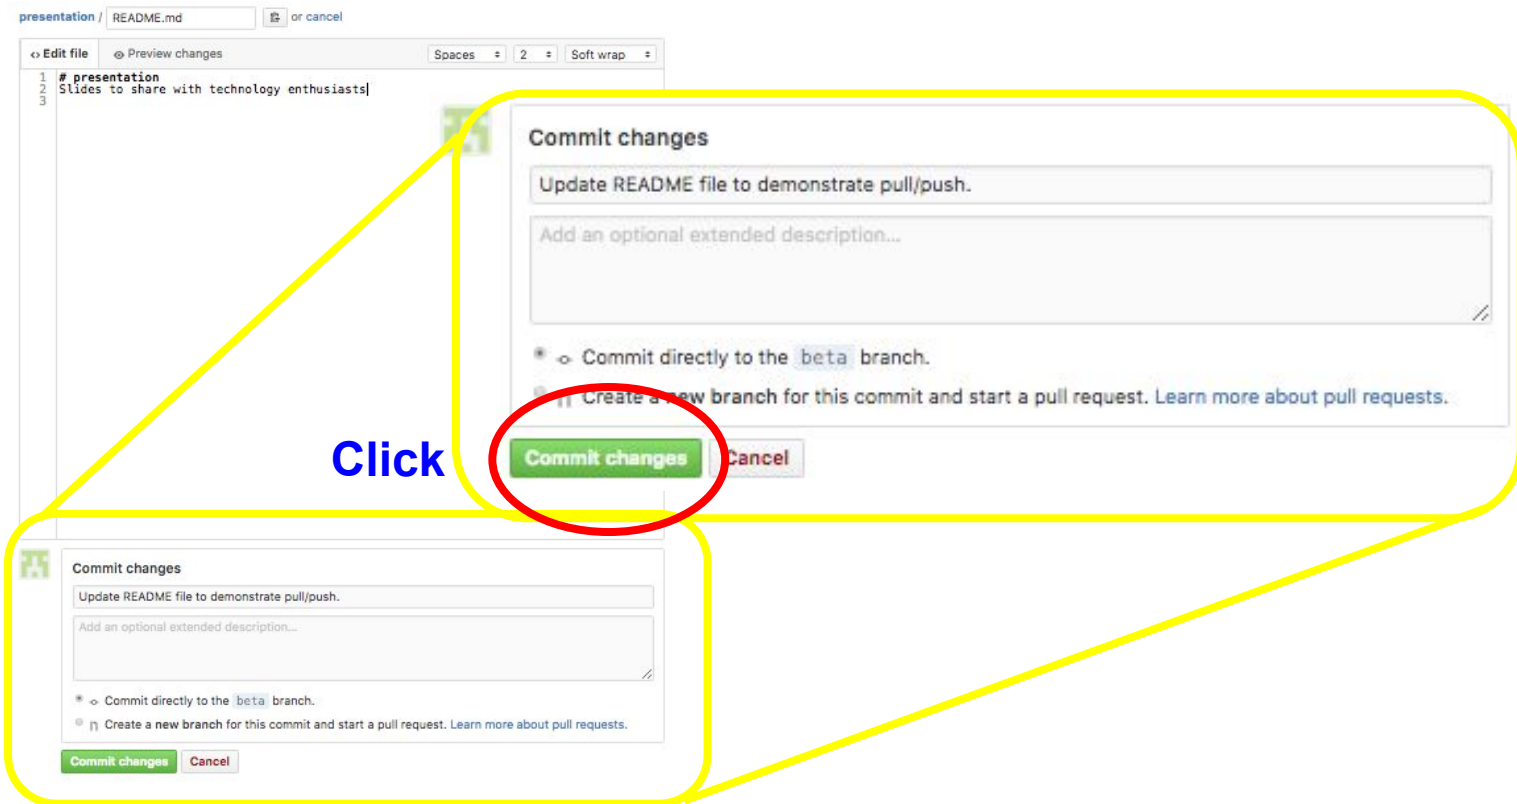 presentation / README.md or cancel
Edit file Preview changes Spaces 2 Soft wrap
1 # presentation
2 Slides to share with technology enthusiasts
3
Commit changes
Update README file to demonstrate pull/push.
Add an optional extended description...
Commit directly to the beta branch.
Create a new branch for this commit and start a pull request. Learn more about pull requests.
Click
Commit changes Cancel
Commit changes
Update README file to demonstrate pull/push.
Add an optional extended description...
Commit directly to the beta branch.
Create a new branch for this commit and start a pull request. Learn more about pull requests.
Commit changes Cancel